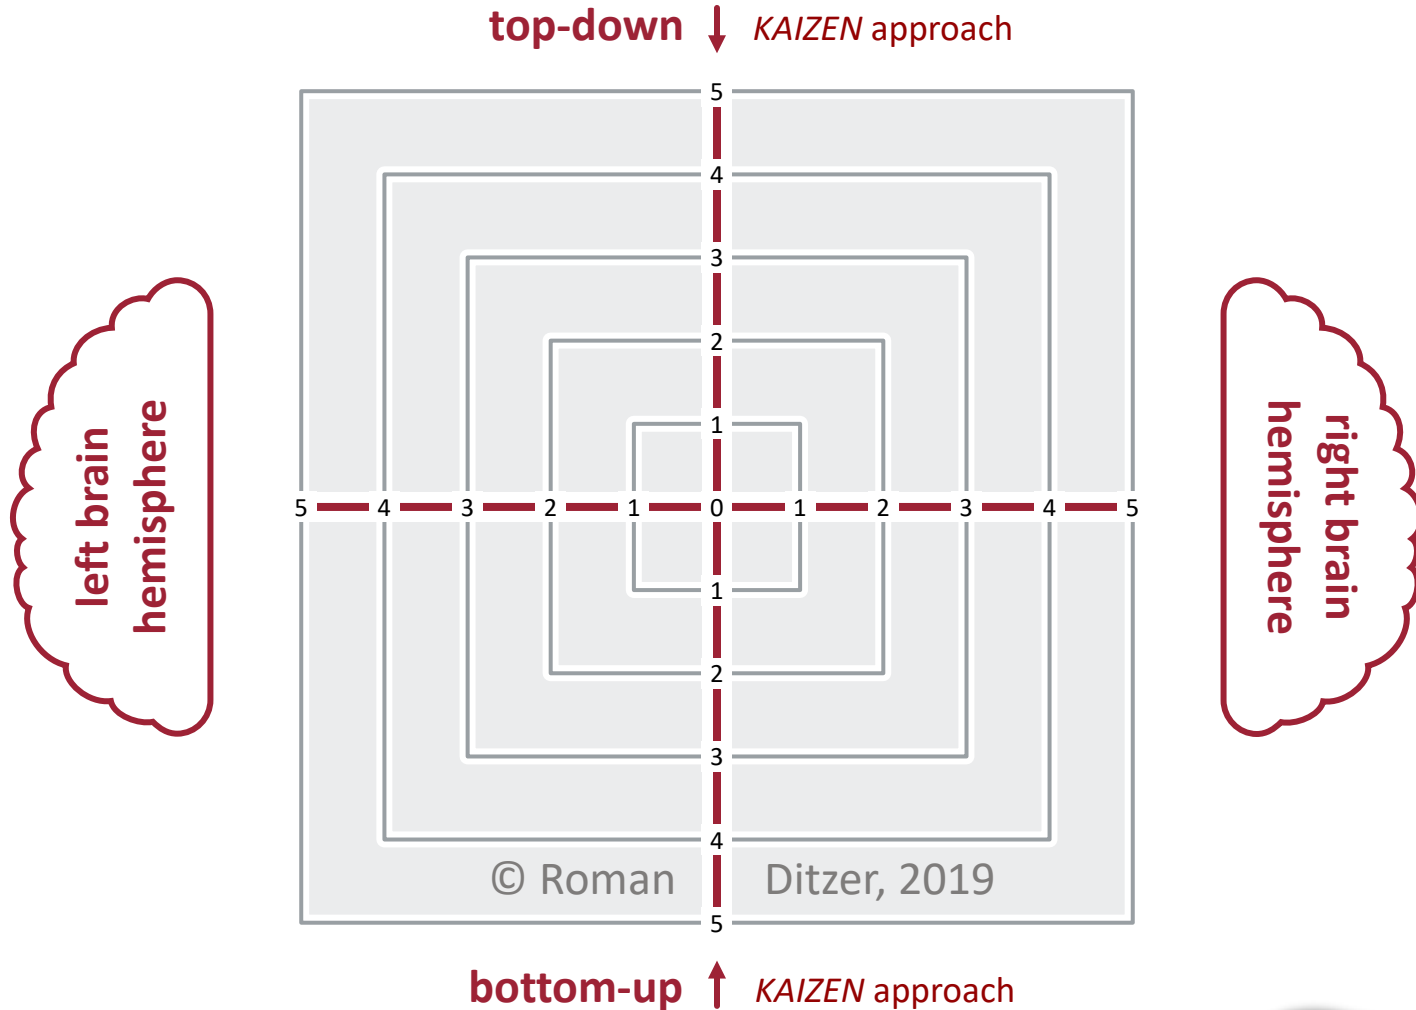 top-down KAIZEN approach
5
4
3
2
1
5 4 3 2 1 0 1 2 3 4 5
1
2
3
4
5
left brain
hemisphere
right brain
hemisphere
© Roman Ditzer, 2019
bottom-up KAIZEN approach